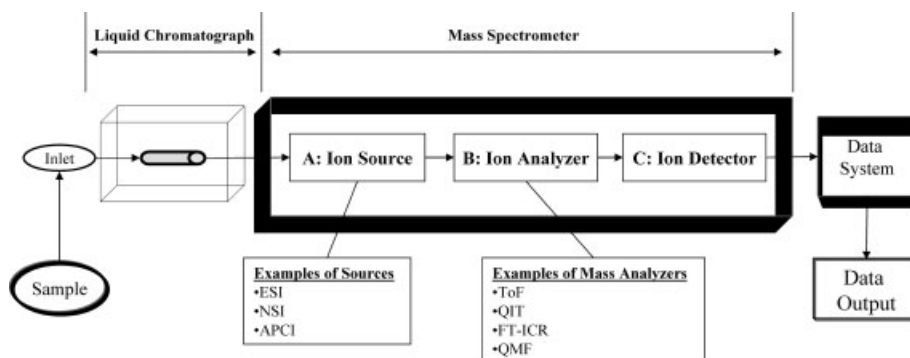 Liquid Chromatograph
Mass Spectrometer
Inlet
A: Ion Source
B: Ion Analyzer
C: Ion Detector
Data
System
Sample
Examples of Sources
•ESI
•NSI
•APCI
Examples of Mass Analyzers
•ToF
•QIT
•FT-ICR
•QMF
Data
Output